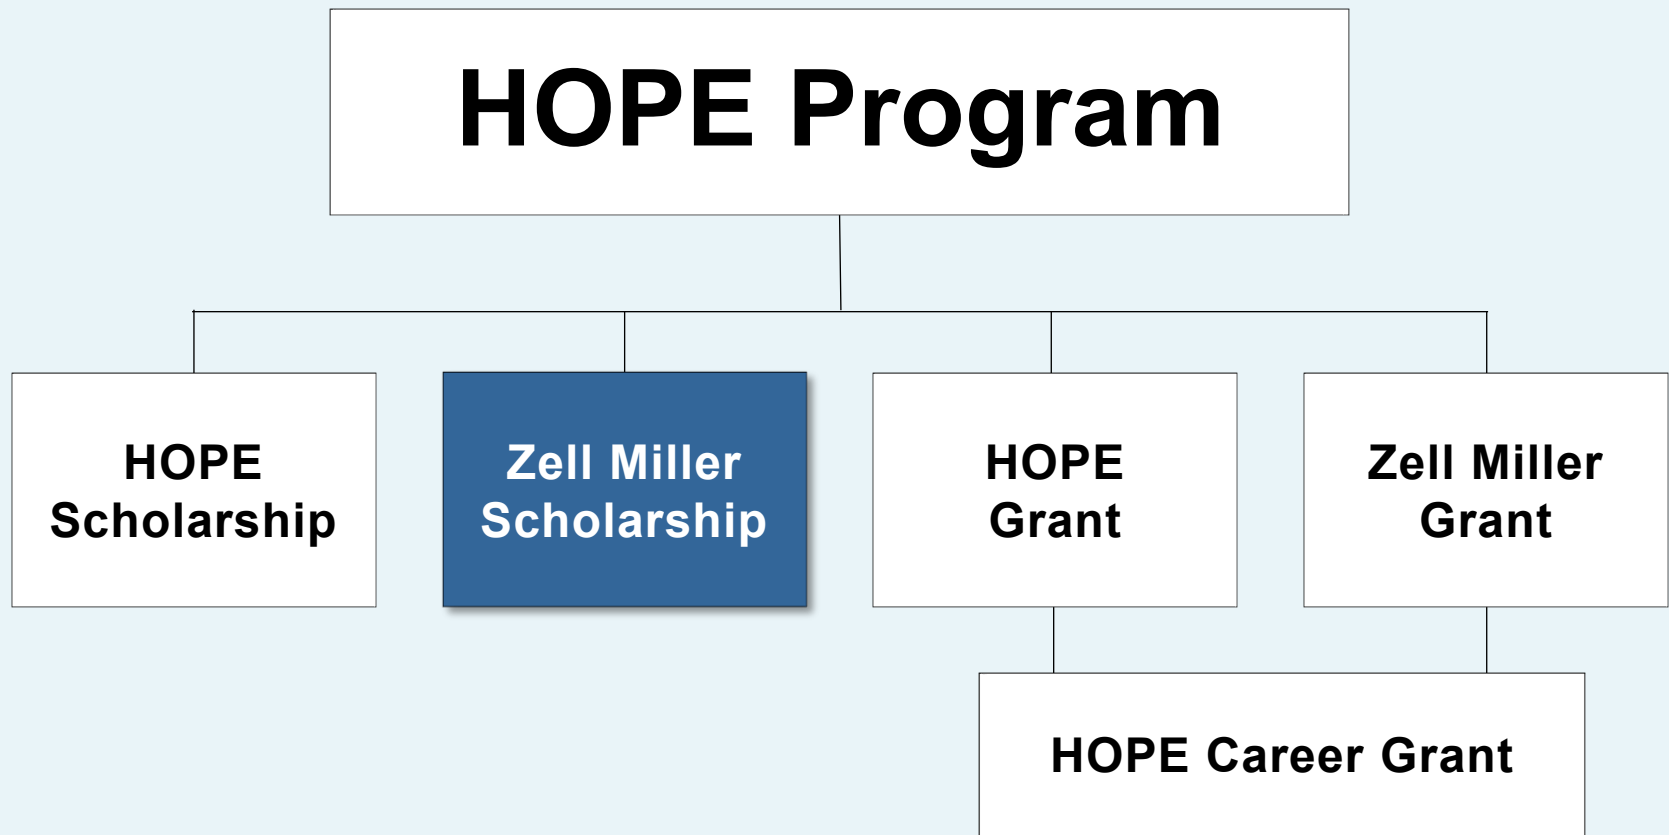 HOPE Program
HOPE
Scholarship
Zell Miller
Scholarship
HOPE
Grant
Zell Miller
Grant
HOPE Career Grant